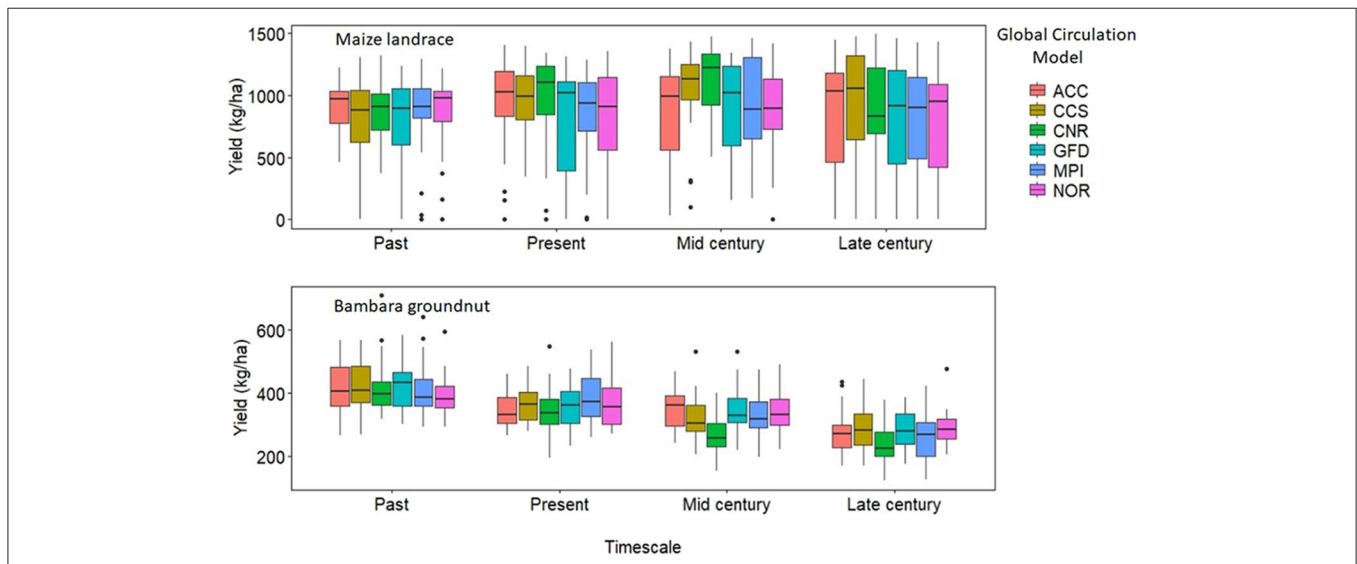 Maize landrace
Yield (kg/ha)
1500
1000
500
0
Past Present Mid century Late century
Global Circulation
Model
ACC
CCS
CNR
GFD
MPI
NOR
Bambara groundnut
Yield (kg/ha)
600
400
200
Past Present Mid century Late century
Timescale